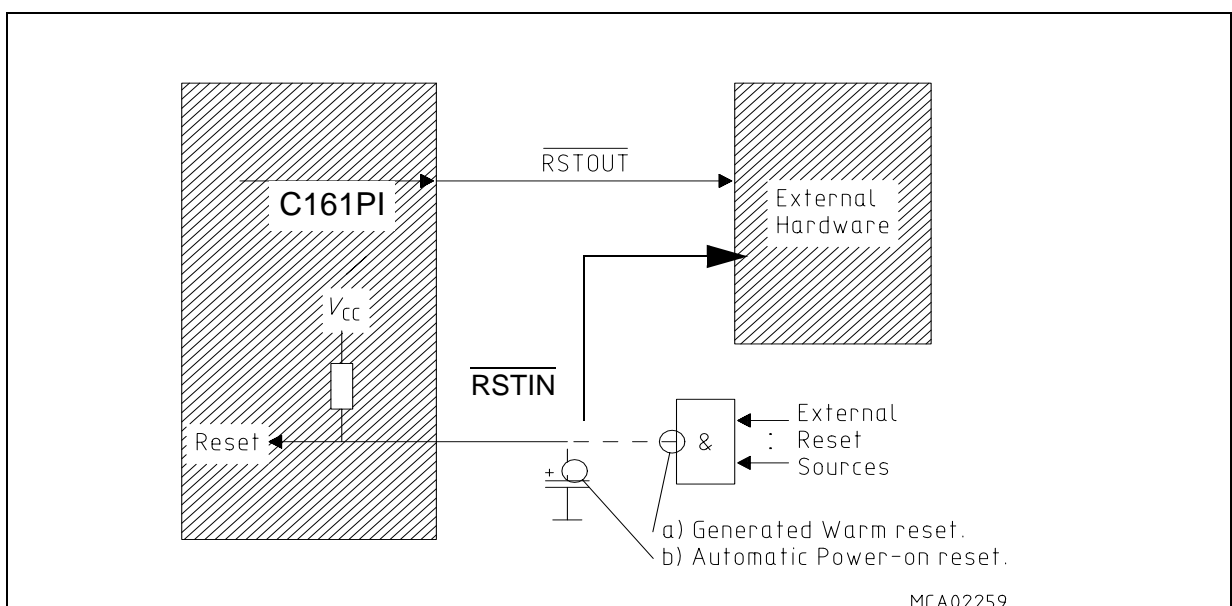 RSTOUT
C161PI
External
Hardware
VCC
RSTIN
Reset
+
&
External
: Reset
Sources
a) Generated Warm reset.
b) Automatic Power-on reset.
MCA02259